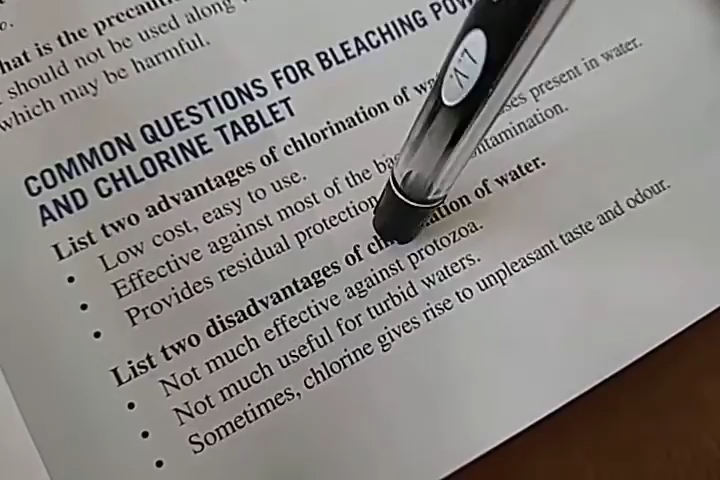 c.
hat is the precau
should not be used along
which may be harmful.
COMMON QUESTIONS FOR BLEACHING POW
AND CHLORINE TABLET
List two advantages of chlorination of wa
• Low cost, easy to use.
• Effective against most of the ba ses present in water.
• Provides residual protection ntamination.
List two disadvantages of ch ation of water.
• Not much effective against protozoa.
• Not much useful for turbid waters.
• Sometimes, chlorine gives rise to unpleasant taste and odour.